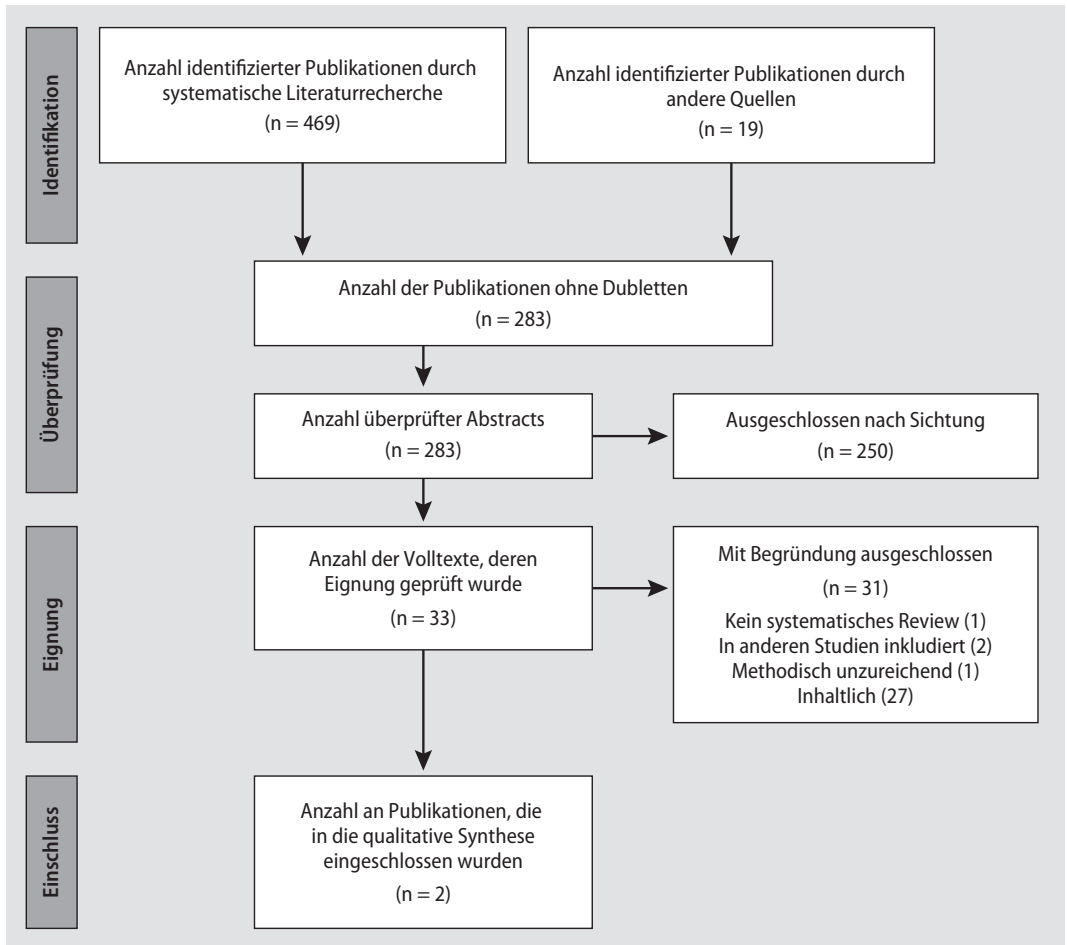 Identifikation
Anzahl identifizierter Publikationen durch
systematische Literaturrecherche
(n = 469)
Anzahl identifizierter Publikationen durch
andere Quellen
(n = 19)
Überprüfung
Anzahl der Publikationen ohne Dubletten
(n = 283)
Anzahl überprüfter Abstracts
(n = 283)
Ausgeschlossen nach Sichtung
(n = 250)
Eignung
Anzahl der Volltexte, deren
Eignung geprüft wurde
(n = 33)
Mit Begründung ausgeschlossen
(n = 31)
Kein systematisches Review (1)
In anderen Studien inkludiert (2)
Methodisch unzureichend (1)
Inhaltlich (27)
Einschluss
Anzahl an Publikationen, die
in die qualitative Synthese
eingeschlossen wurden
(n = 2)